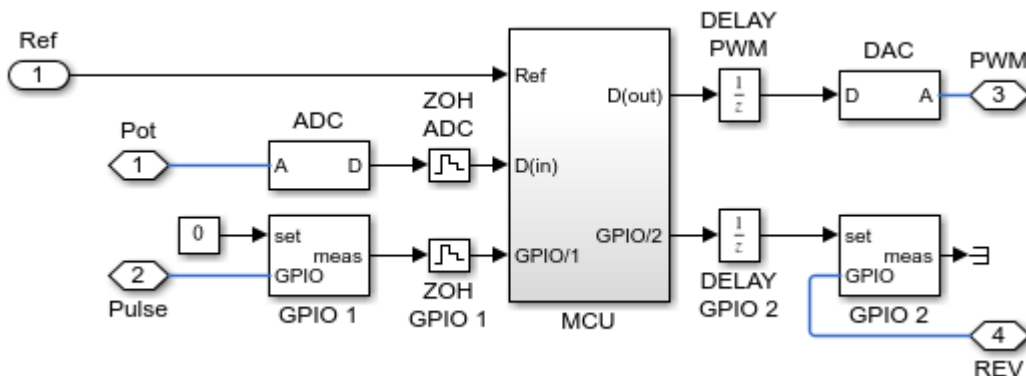 Ref
1
Pot
1
ADC
A D
ZOH
ADC
0
set
meas
GPIO
GPIO 1
2
Pulse
ZOH
GPIO 1
Ref
D(in)
GPIO/1
D(out)
GPIO/2
MCU
DELAY
PWM
1
z
DAC
D A
PWM
3
1
z
DELAY
GPIO 2
set
meas
GPIO
GPIO 2
4
REV